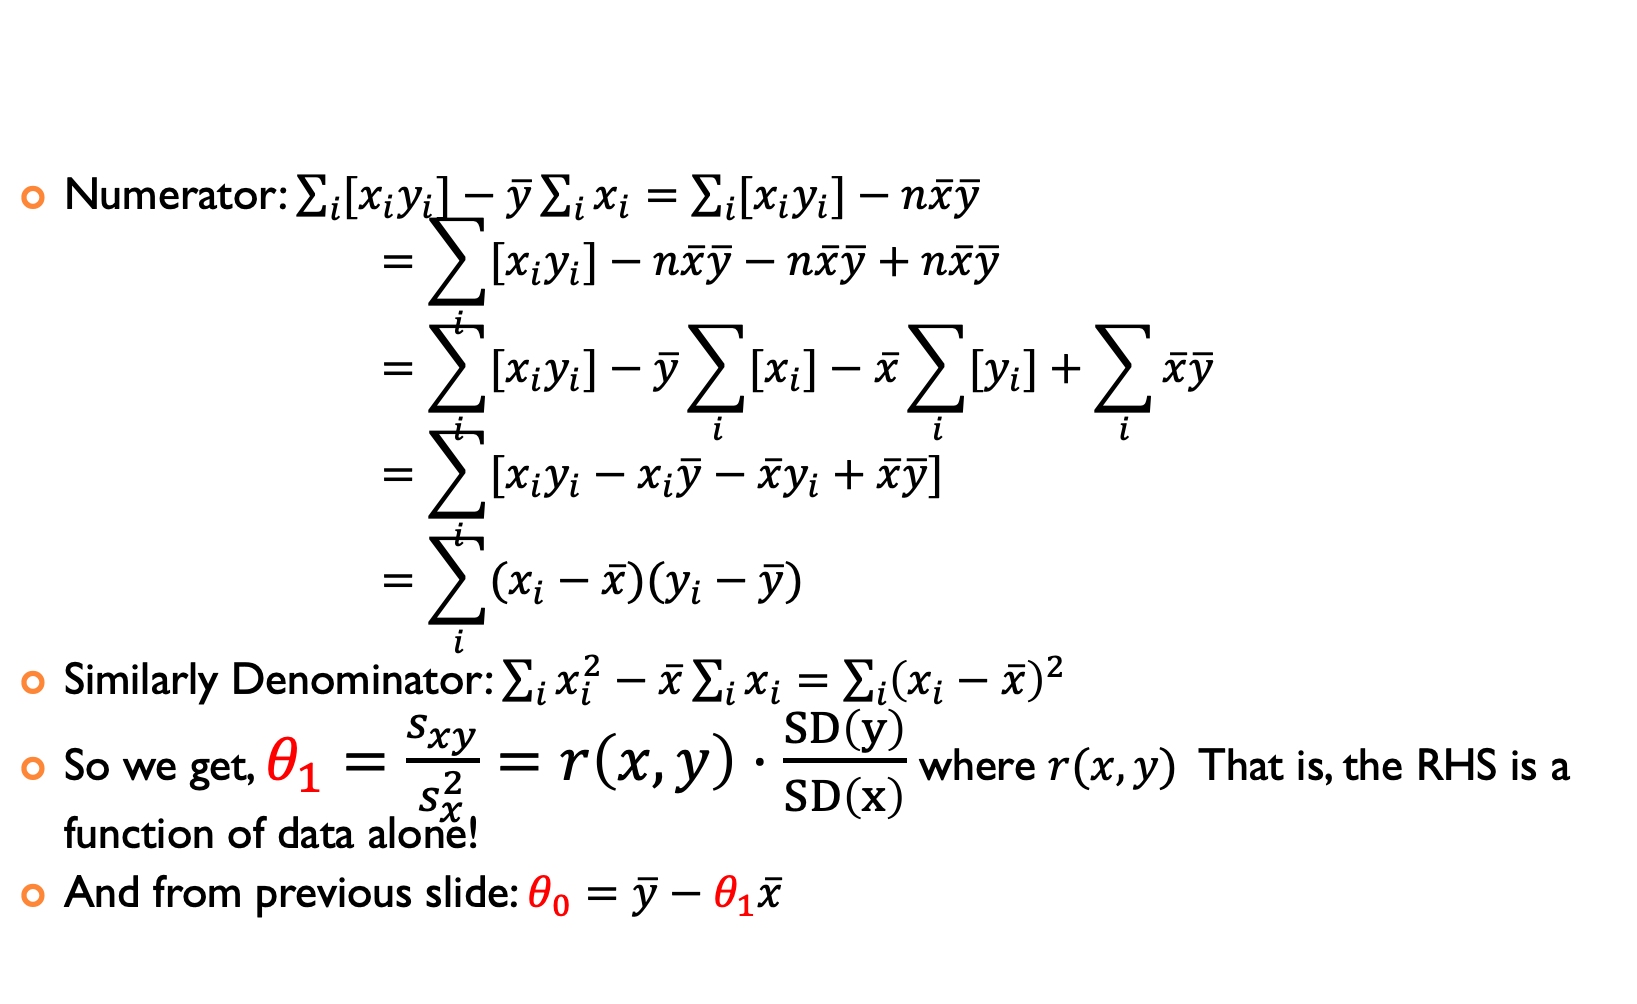 Numerator: ∑ᵢ[xᵢyᵢ] − ȳ ∑ᵢ xᵢ = ∑ᵢ[xᵢyᵢ] − nx̄ȳ
= ∑ᵢ [xᵢyᵢ] − nx̄ȳ − nx̄ȳ + nx̄ȳ
= ∑ᵢ [xᵢyᵢ] − ȳ ∑ᵢ [xᵢ] − x̄ ∑ᵢ [yᵢ] + ∑ᵢ x̄ȳ
= ∑ᵢ [xᵢyᵢ − xᵢȳ − x̄yᵢ + x̄ȳ]
= ∑ᵢ (xᵢ − x̄)(yᵢ − ȳ)
Similarly Denominator: ∑ᵢ xᵢ² − x̄ ∑ᵢ xᵢ = ∑ᵢ(xᵢ − x̄)²
So we get, θ₁ = s_xy / s_x² = r(x, y) · SD(y) / SD(x) where r(x, y) That is, the RHS is a
function of data alone!
And from previous slide: θ₀ = ȳ − θ₁x̄